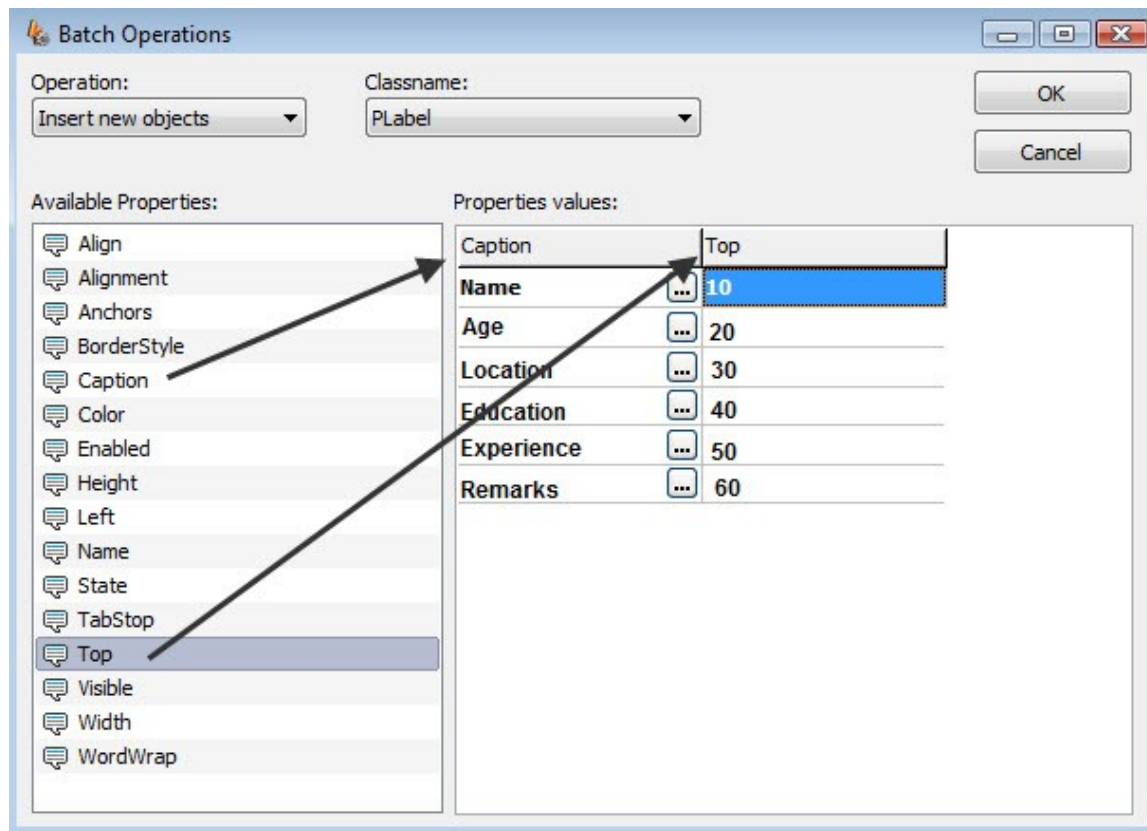 Batch Operations
Operation: Classname:
Insert new objects PLabel OK
Cancel
Available Properties: Properties values:
Align Caption Top
Alignment Name ... 10
Anchors Age ... 20
BorderStyle Location ... 30
Caption Education ... 40
Color Experience ... 50
Enabled Remarks ... 60
Height
Left
Name
State
TabStop
Top
Visible
Width
WordWrap